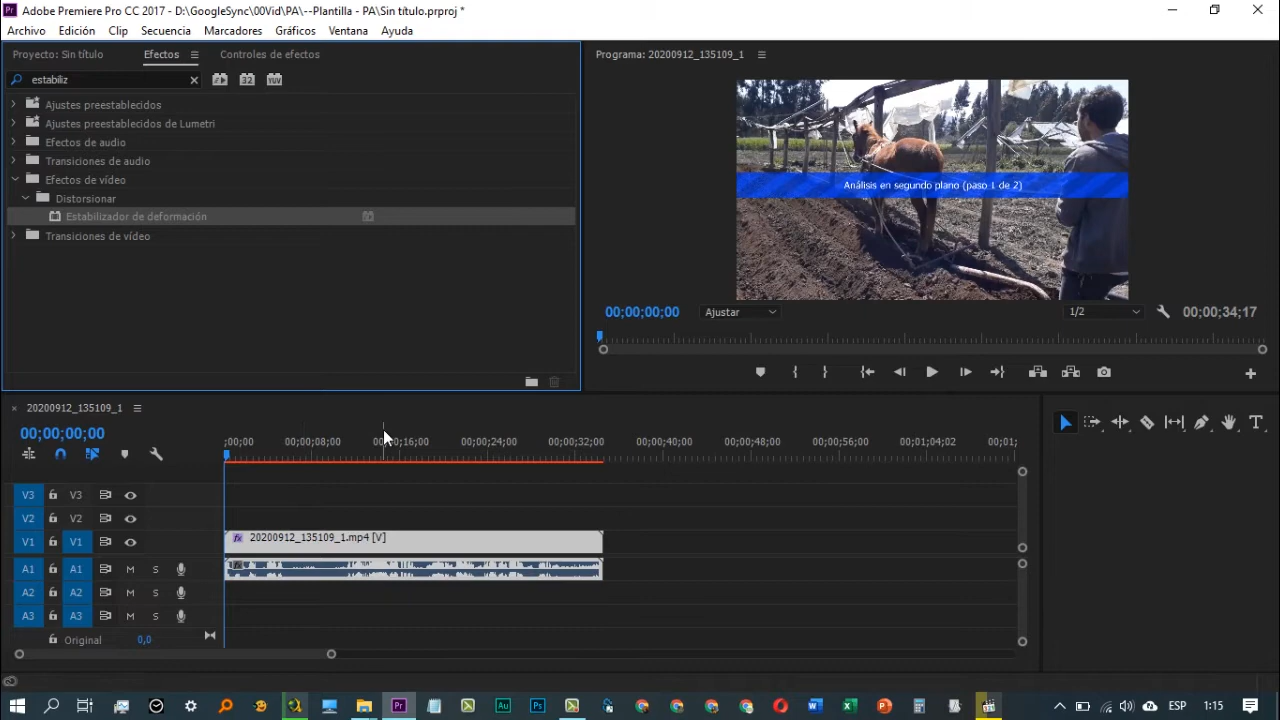 Adobe Premiere Pro CC 2017 - D:\GoogleSync\00Vid\PA\--Plantilla - PA\Sin título.prproj *
Archivo Edición Clip Secuencia Marcadores Gráficos Ventana Ayuda
Proyecto: Sin título Efectos Controles de efectos
estabiliz
Ajustes preestablecidos
Ajustes preestablecidos de Lumetri
Efectos de audio
Transiciones de audio
Efectos de vídeo
Distorsionar
Estabilizador de deformación
Transiciones de vídeo
Programa: 20200912_135109_1
Análisis en segundo plano (paso 1 de 2)
00;00;00;00 Ajustar 1/2 00;00;34;17
20200912_135109_1
00;00;00;00
;00;00 00;00;08;00 00;00;16;00 00;00;24;00 00;00;32;00 00;00;40;00 00;00;48;00 00;00;56;00 00;01;04;02 00;01;
V3 V3
V2 V2
V1 V1 20200912_135109_1.mp4 [V]
A1 A1 M S
A2 A2 M S
A3 A3 M S
Original 0,0
Pr Au Ps ESP 1:15